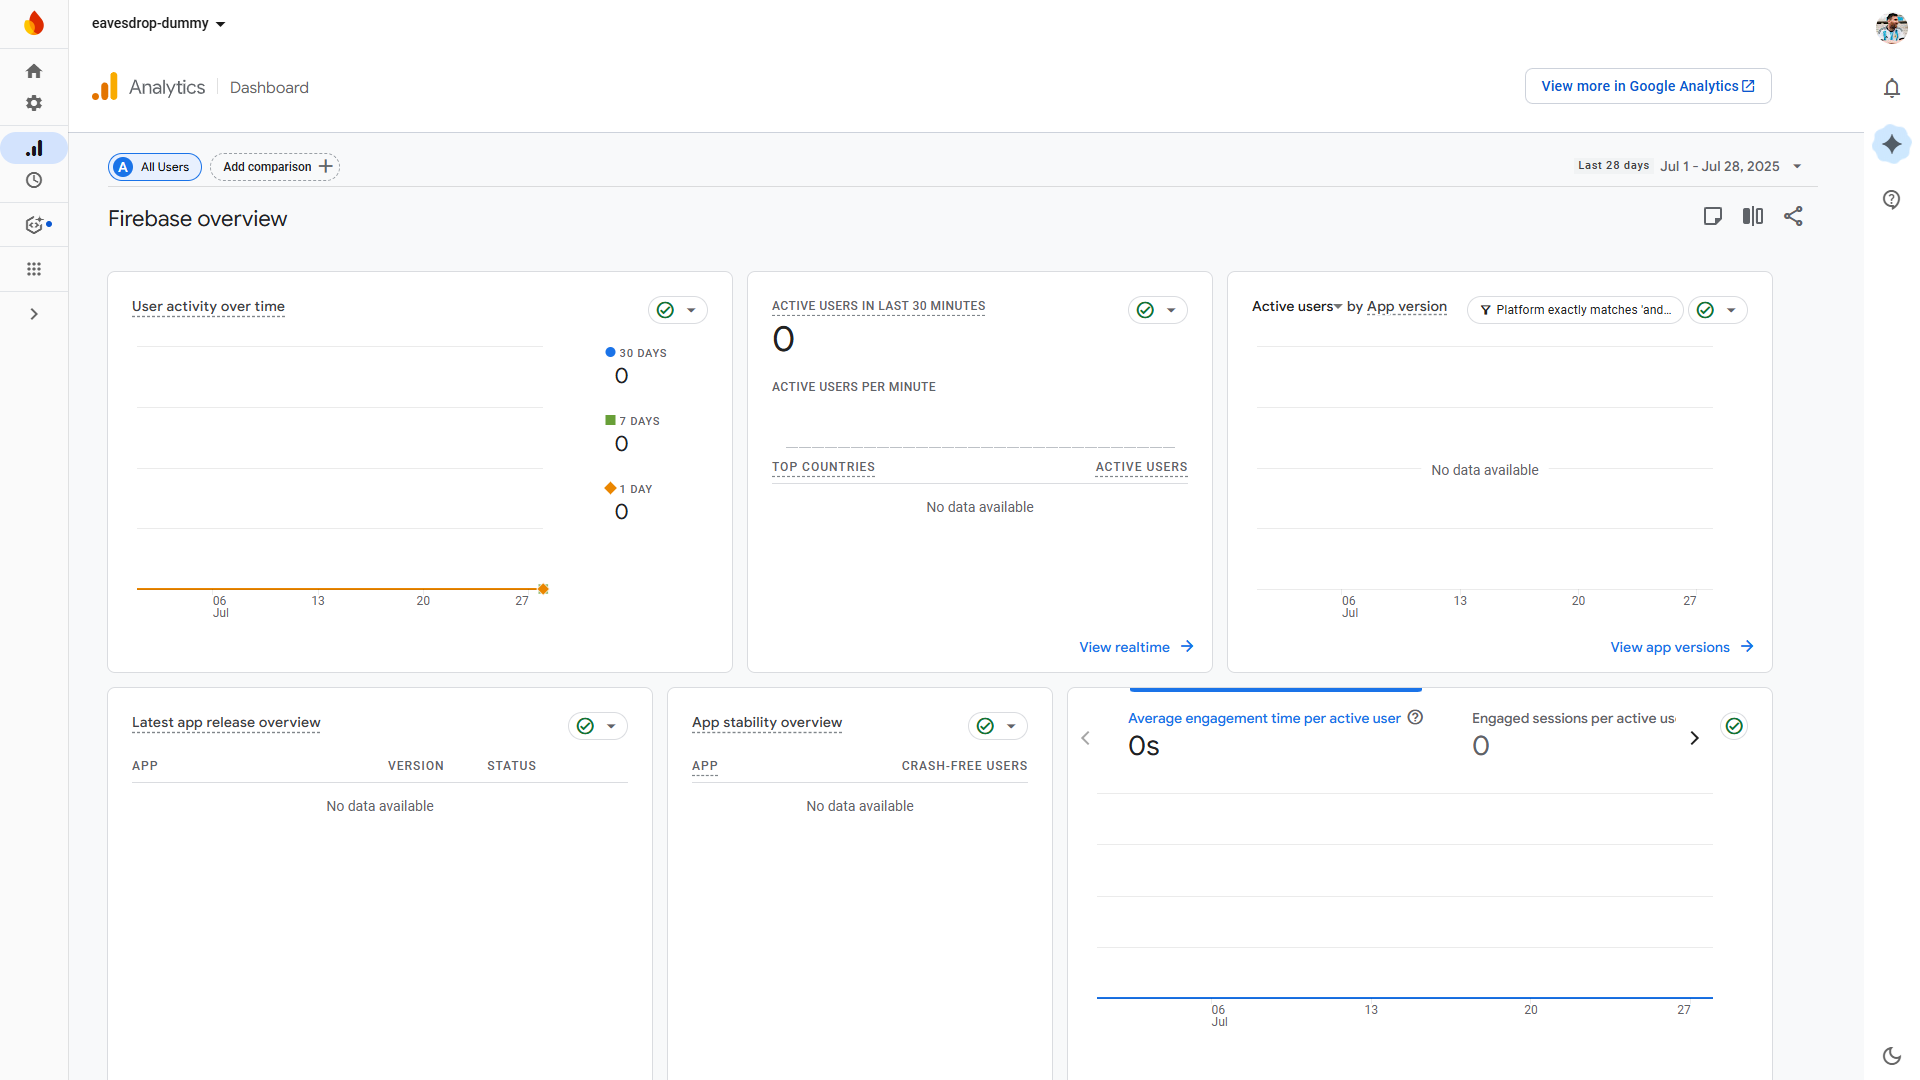 eavesdrop-dummy
Analytics
Dashboard
View more in Google Analytics
A All Users
Add comparison
Last 28 days
Jul 1 - Jul 28, 2025
Firebase overview
User activity over time
30 DAYS
0
7 DAYS
0
1 DAY
0
06
Jul
13
20
27
ACTIVE USERS IN LAST 30 MINUTES
0
ACTIVE USERS PER MINUTE
TOP COUNTRIES
ACTIVE USERS
No data available
View realtime
Active users by App version
Platform exactly matches 'and...
No data available
06
Jul
13
20
27
View app versions
Latest app release overview
APP
VERSION
STATUS
No data available
App stability overview
APP
CRASH-FREE USERS
No data available
Average engagement time per active user
0s
Engaged sessions per active us
0
06
Jul
13
20
27